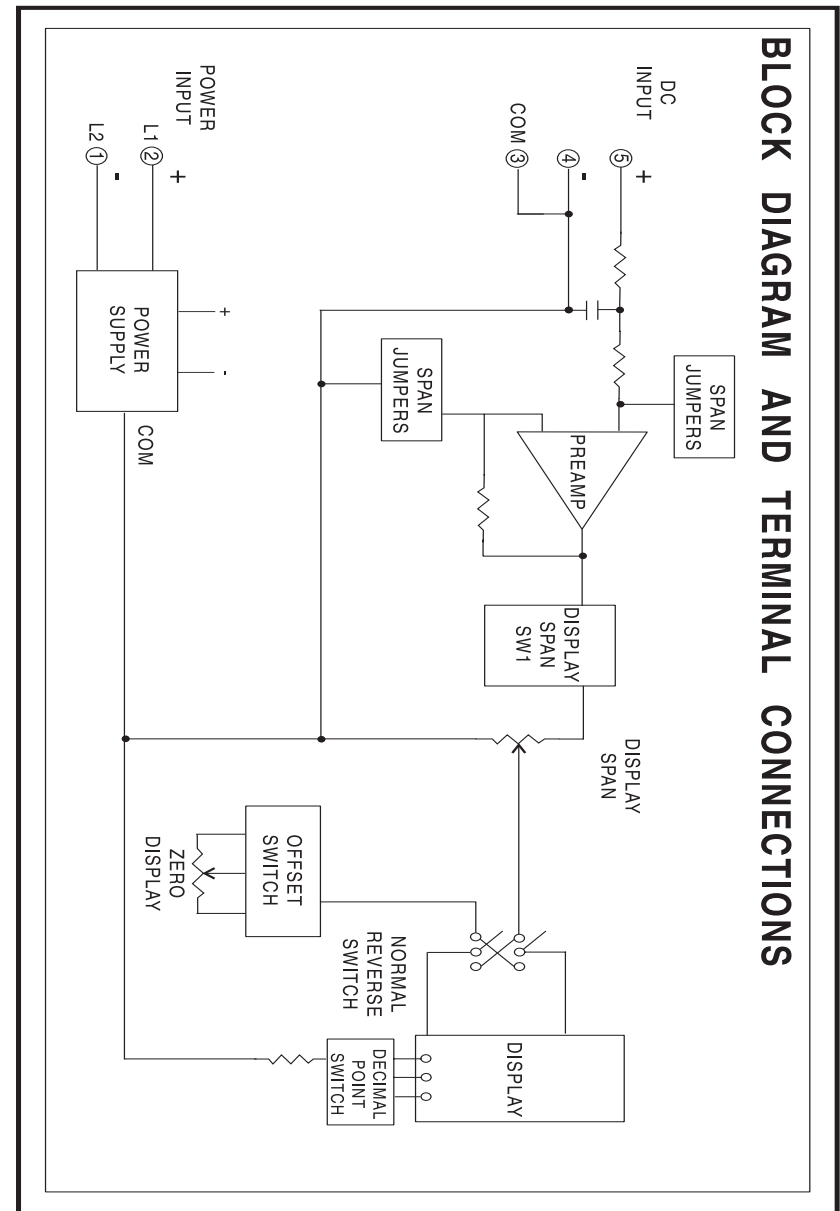 BLOCK DIAGRAM AND TERMINAL CONNECTIONS
DC
INPUT
+
5
-
4
COM 3
SPAN
JUMPERS
PREAMP
SPAN
JUMPERS
DISPLAY
SPAN
SW1
DISPLAY
SPAN
NORMAL
REVERSE
SWITCH
DISPLAY
DECIMAL
POINT
SWITCH
OFFSET
SWITCH
ZERO
DISPLAY
POWER
INPUT
+
L1 2
-
L2 1
+
-
POWER
SUPPLY
COM